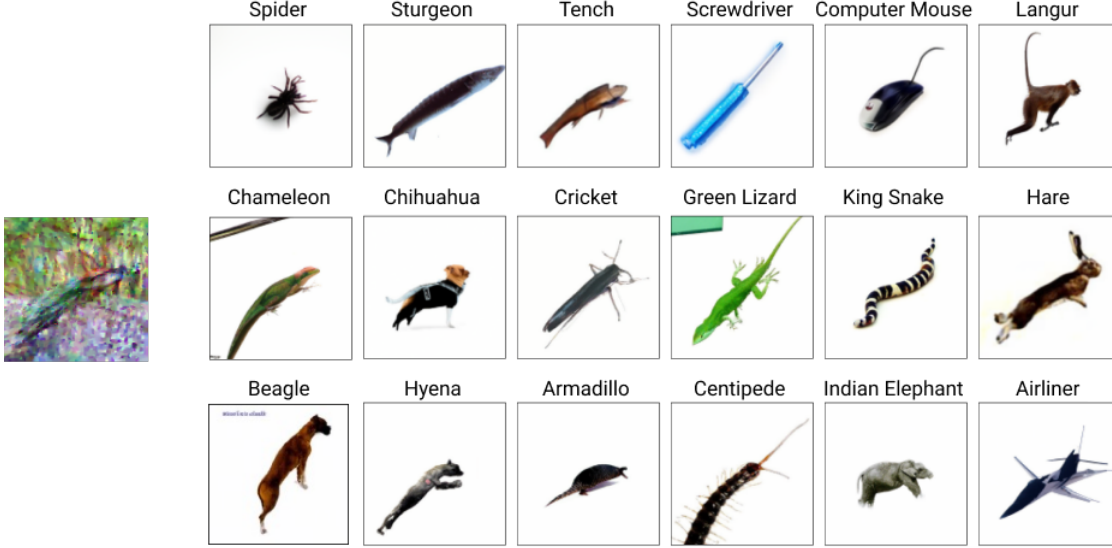 Spider Sturgeon Tench Screwdriver Computer Mouse Langur
Chameleon Chihuahua Cricket Green Lizard King Snake Hare
Beagle Hyena Armadillo Centipede Indian Elephant Airliner